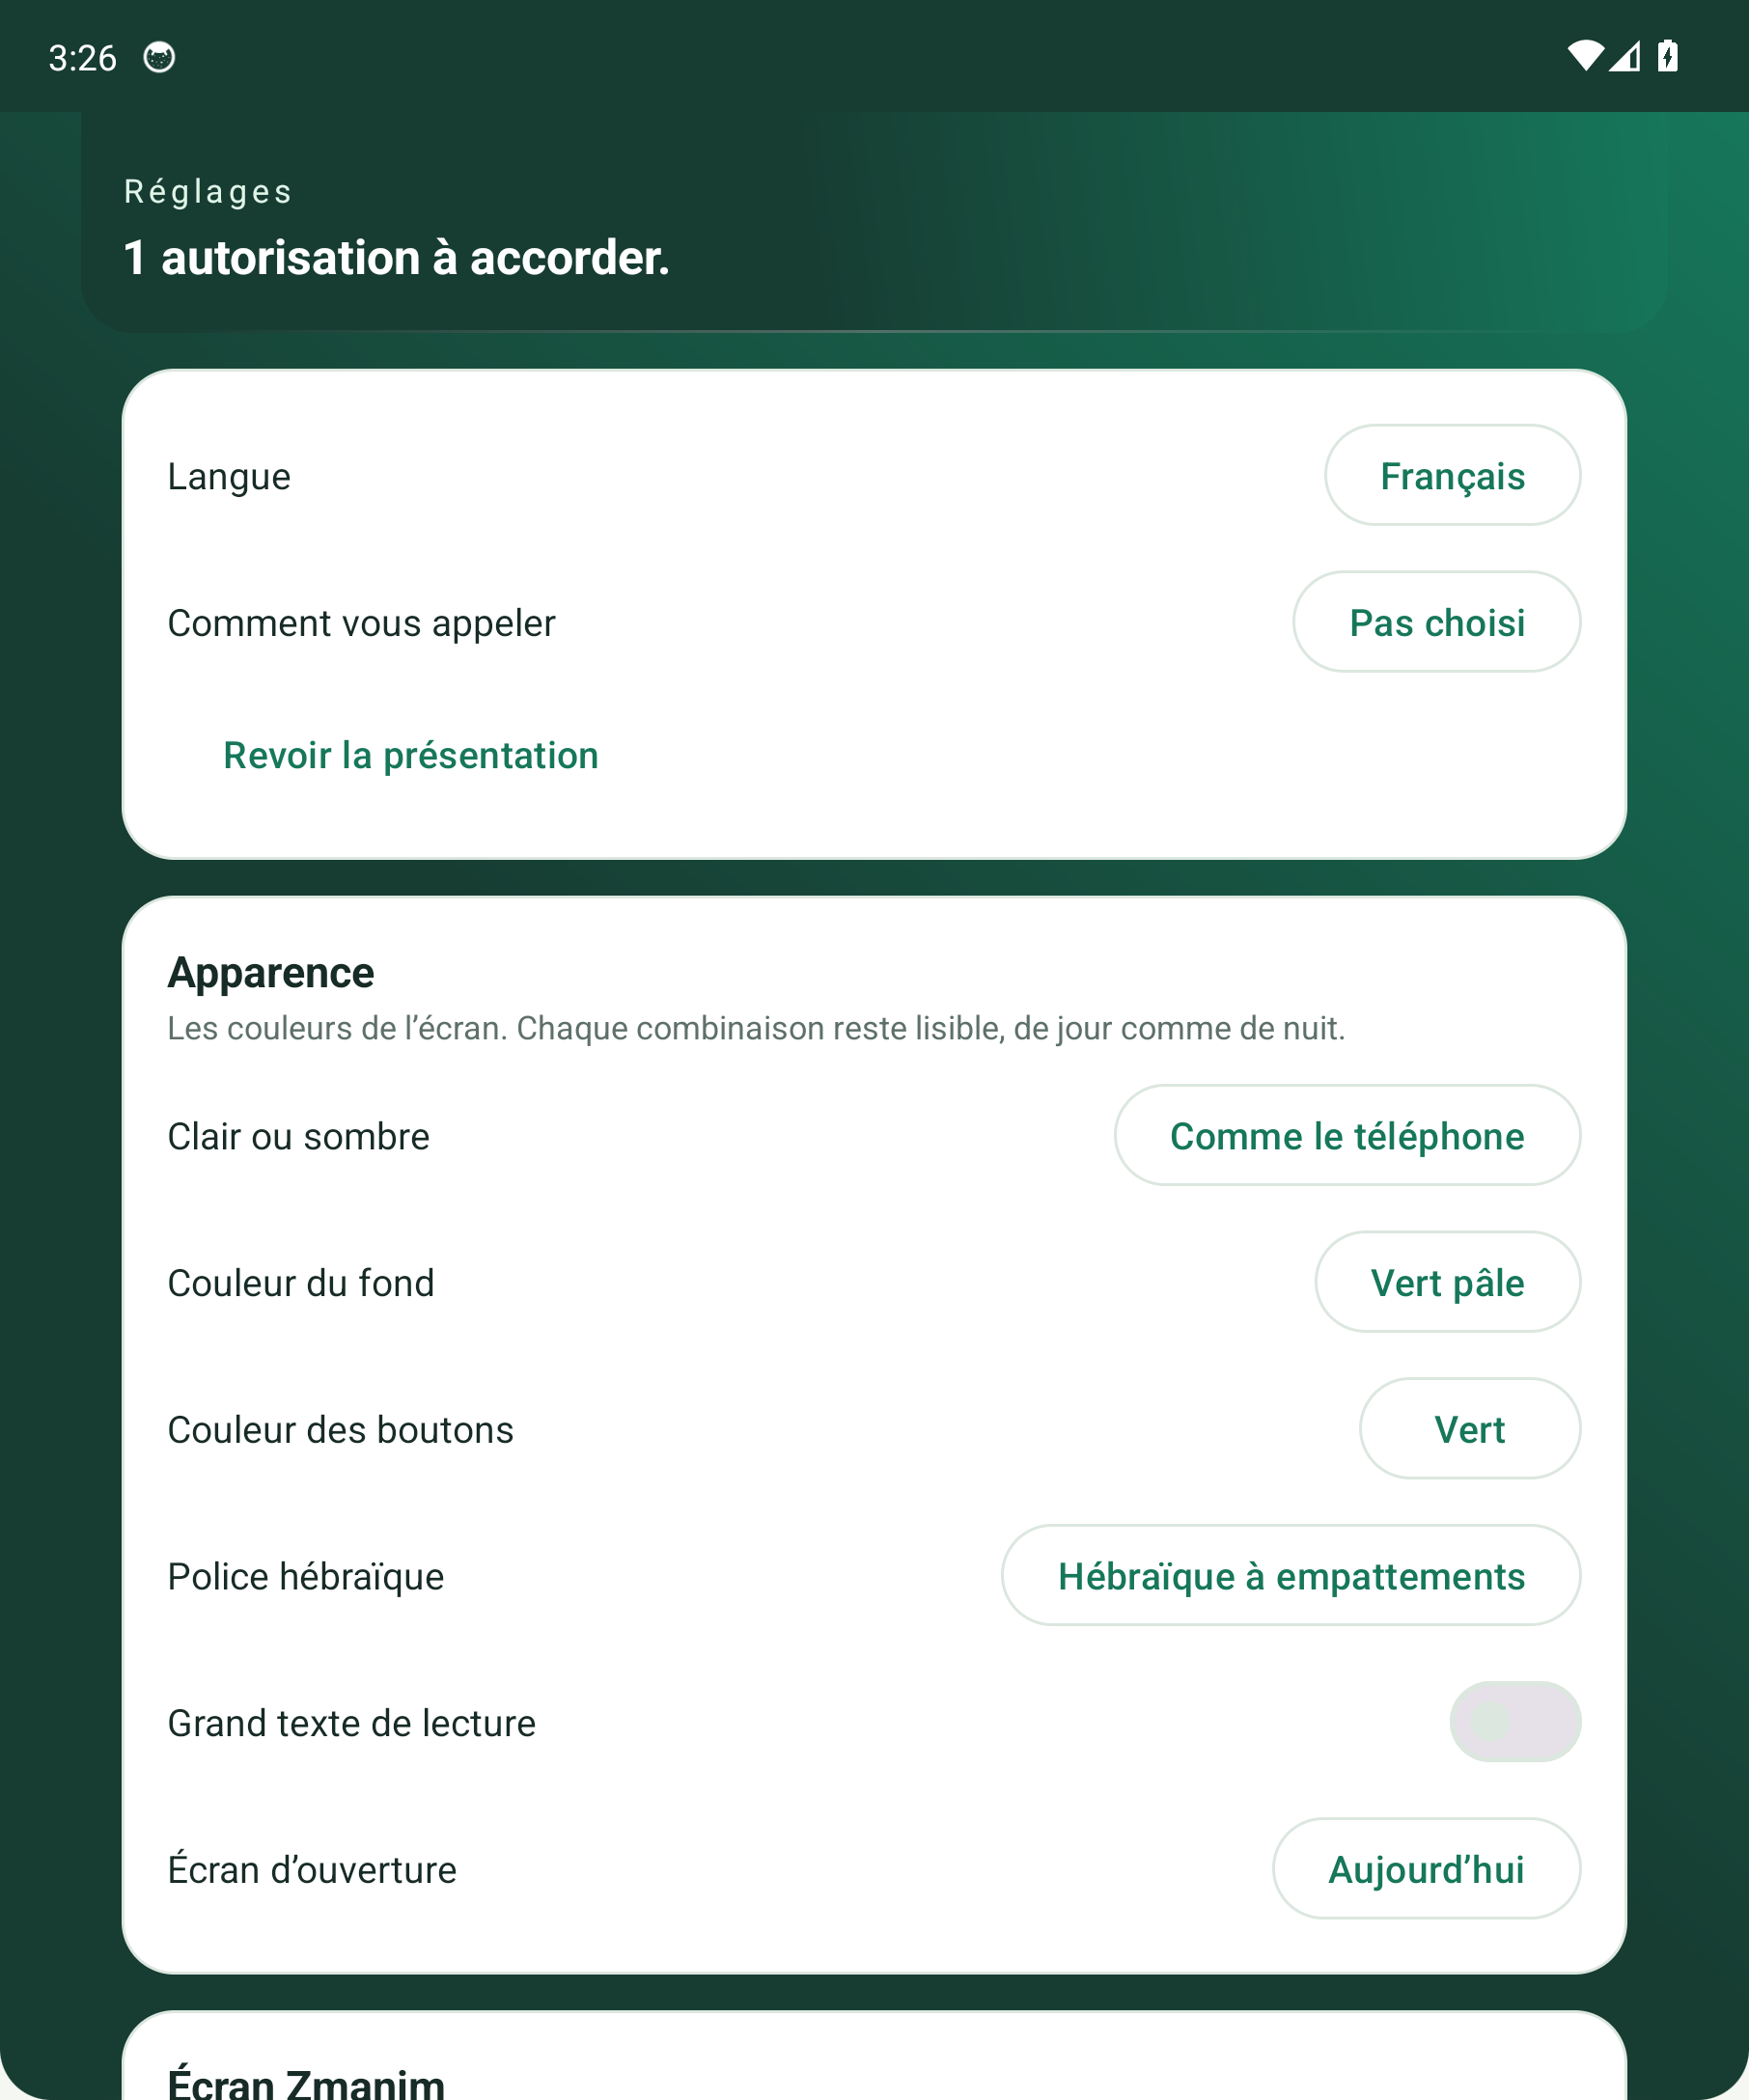 3:26
Réglages
1 autorisation à accorder.
Langue
Français
Comment vous appeler
Pas choisi
Revoir la présentation
Apparence
Les couleurs de l’écran. Chaque combinaison reste lisible, de jour comme de nuit.
Clair ou sombre
Comme le téléphone
Couleur du fond
Vert pâle
Couleur des boutons
Vert
Police hébraïque
Hébraïque à empattements
Grand texte de lecture
Écran d’ouverture
Aujourd’hui
Écran Zmanim